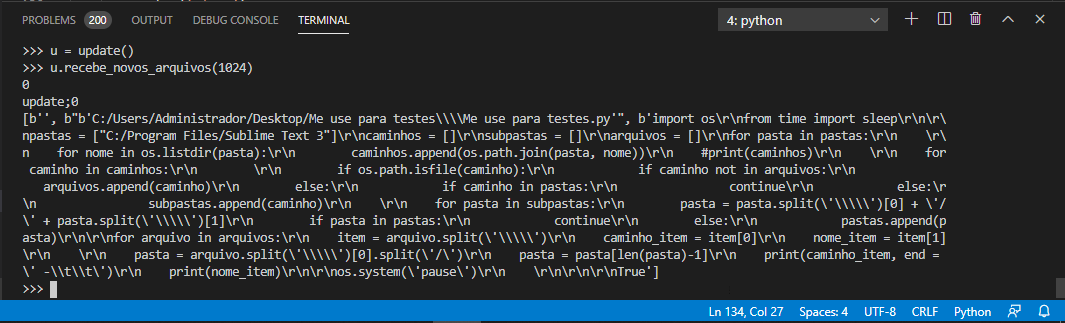 PROBLEMS 200 OUTPUT DEBUG CONSOLE TERMINAL 4: python
>>> u = update()
>>> u.recebe_novos_arquivos(1024)
0
update;0
[b'', b"b'C:/Users/Administrador/Desktop/Me use para testes\\\\Me use para testes.py'", b'import os\r\nfrom time import sleep\r\n\r\
npastas = ["C:/Program Files/Sublime Text 3"]\r\ncaminhos = []\r\nsubpastas = []\r\narquivos = []\r\nfor pasta in pastas:\r\n    \r\
n    for nome in os.listdir(pasta):\r\n        caminhos.append(os.path.join(pasta, nome))\r\n    #print(caminhos)\r\n    \r\n    for
 caminho in caminhos:\r\n        \r\n        if os.path.isfile(caminho):\r\n            if caminho not in arquivos:\r\n
   arquivos.append(caminho)\r\n        else:\r\n            if caminho in pastas:\r\n                continue\r\n            else:\r
\n                subpastas.append(caminho)\r\n    \r\n    for pasta in subpastas:\r\n        pasta = pasta.split(\'\\\\\')[0] + \'/
\' + pasta.split(\'\\\\\')[1]\r\n        if pasta in pastas:\r\n            continue\r\n        else:\r\n            pastas.append(p
asta)\r\n\r\nfor arquivo in arquivos:\r\n    item = arquivo.split(\'\\\\\')\r\n    caminho_item = item[0]\r\n    nome_item = item[1]
\r\n    \r\n    pasta = arquivo.split(\'\\\\\')[0].split(\'/\')\r\n    pasta = pasta[len(pasta)-1]\r\n    print(caminho_item, end =
\' -\\t\\t\')\r\n    print(nome_item)\r\n\r\nos.system(\'pause\')\r\n    \r\n\r\n\r\n\r\nTrue']
>>>
Ln 134, Col 27 Spaces: 4 UTF-8 CRLF Python